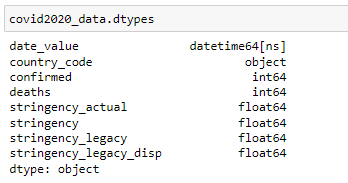 covid2020_data.dtypes
date_value datetime64[ns]
country_code object
confirmed int64
deaths int64
stringency_actual float64
stringency float64
stringency_legacy float64
stringency_legacy_disp float64
dtype: object